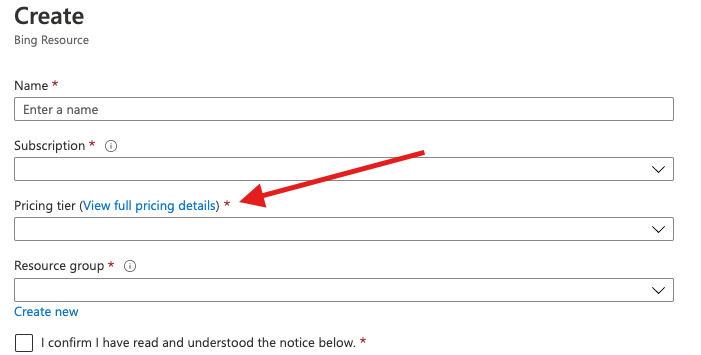 Create
Bing Resource
Name *
Enter a name
Subscription * i
Pricing tier (View full pricing details) *
Resource group * i
Create new
I confirm I have read and understood the notice below. *